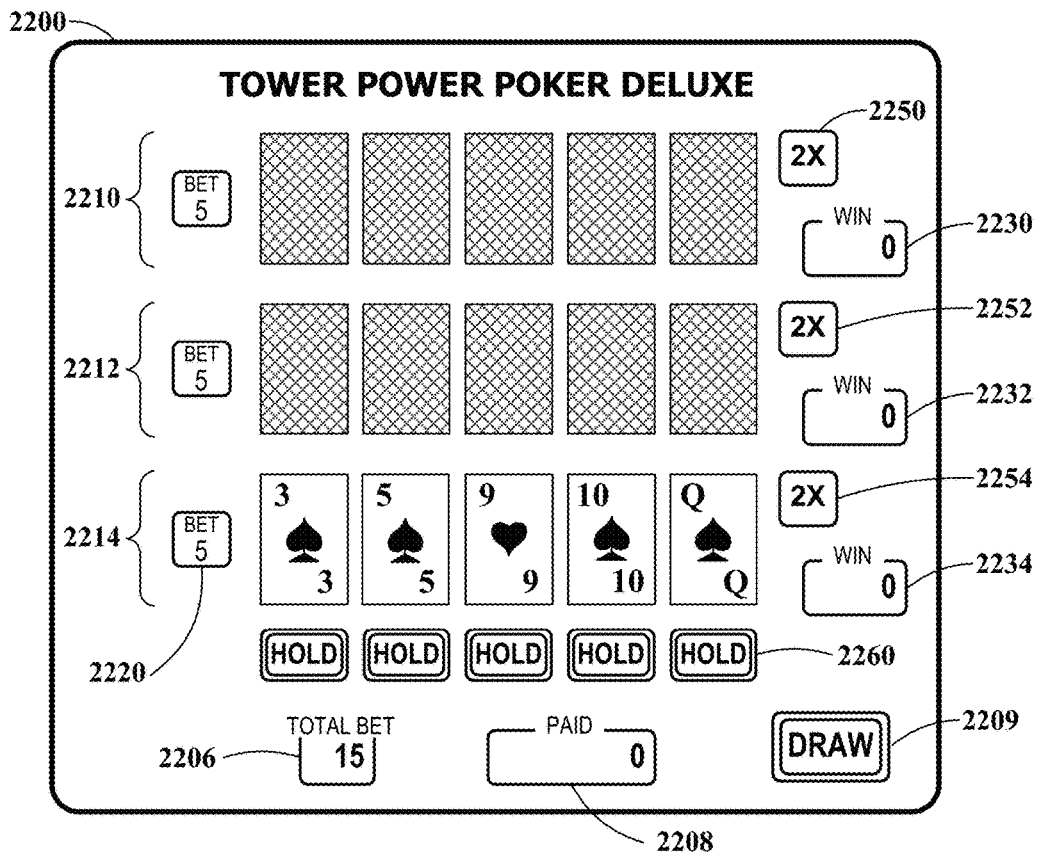 2200
TOWER POWER POKER DELUXE
2250
2X
2210
BET
5
WIN
0
2230
2252
2X
2212
BET
5
WIN
0
2232
2254
3
5
9
10
Q
2X
2214
BET
5
WIN
0
2234
3
5
9
10
Q
2220
HOLD HOLD HOLD HOLD HOLD
2260
2209
TOTAL BET
PAID
DRAW
2206
15
0
2208